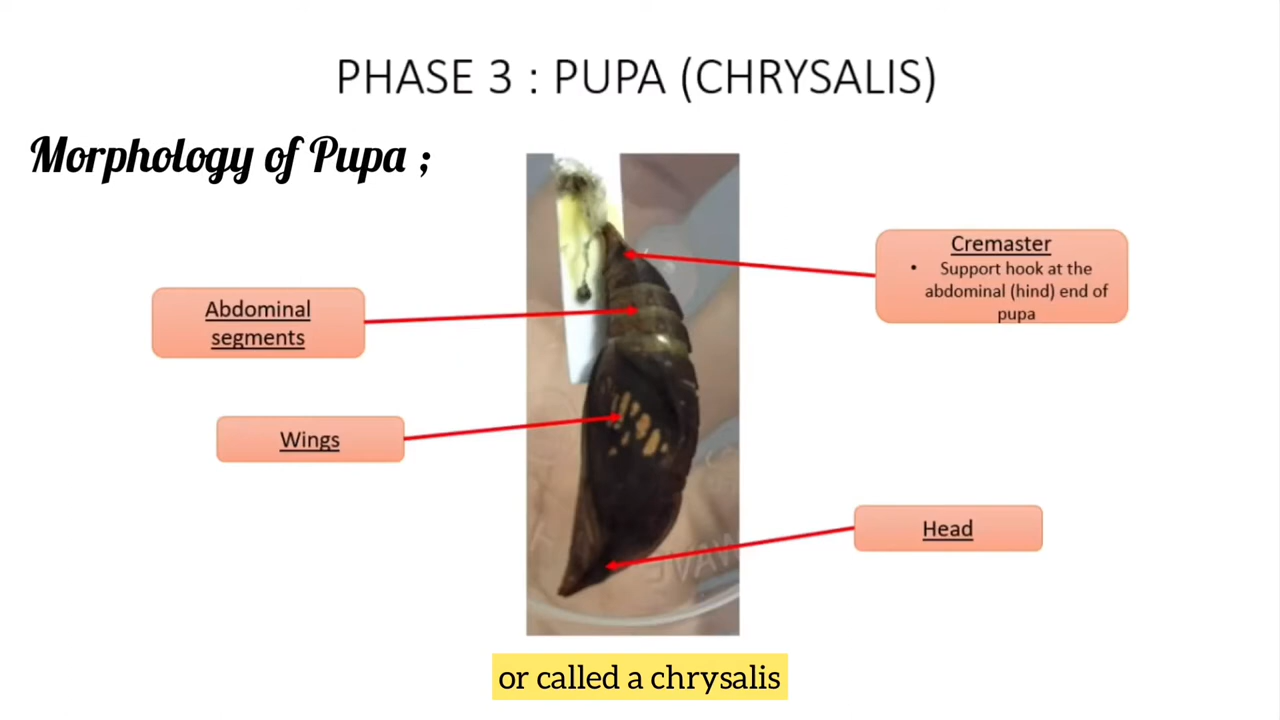 PHASE 3 : PUPA (CHRYSALIS)
Morphology of Pupa ;
Cremaster
• Support hook at the
abdominal (hind) end of
pupa
Abdominal
segments
Wings
Head
or called a chrysalis